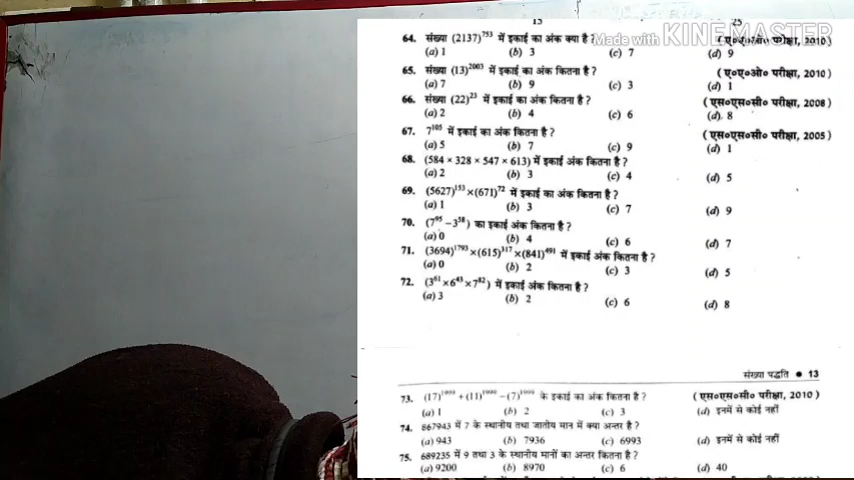 15 25
Made with KINEMASTER
64. संख्या (2137)^753 में इकाई का अंक क्या है? (ए०ए०ओ० परीक्षा, 2010)
(a) 1 (b) 3 (c) 7 (d) 9
65. संख्या (13)^2003 में इकाई का अंक कितना है? (ए०ए०ओ० परीक्षा, 2010)
(a) 7 (b) 9 (c) 3 (d) 1
66. संख्या (22)^23 में इकाई का अंक कितना है? (एस०एस०सी० परीक्षा, 2008)
(a) 2 (b) 4 (c) 6 (d) 8
67. 7^105 में इकाई का अंक कितना है? (एस०एस०सी० परीक्षा, 2005)
(a) 5 (b) 7 (c) 9 (d) 1
68. (584 × 328 × 547 × 613) में इकाई अंक कितना है?
(a) 2 (b) 3 (c) 4 (d) 5
69. (5627)^153 × (671)^72 में इकाई का अंक कितना है?
(a) 1 (b) 3 (c) 7 (d) 9
70. (7^95 – 3^58) का इकाई अंक कितना है?
(a) 0 (b) 4 (c) 6 (d) 7
71. (3694)^1793 × (615)^317 × (841)^491 में इकाई अंक कितना है?
(a) 0 (b) 2 (c) 3 (d) 5
72. (3^61 × 6^43 × 7^82) में इकाई अंक कितना है?
(a) 3 (b) 2 (c) 6 (d) 8
संख्या पद्धति ● 13
73. (17)^1999 + (11)^1999 – (7)^1999 के इकाई का अंक कितना है? (एस०एस०सी० परीक्षा, 2010)
(a) 1 (b) 2 (c) 3 (d) इनमें से कोई नहीं
74. 867943 में 7 के स्थानीय तथा जातीय मान में क्या अन्तर है?
(a) 943 (b) 7936 (c) 6993 (d) इनमें से कोई नहीं
75. 689235 में 9 तथा 3 के स्थानीय मानों का अन्तर कितना है?
(a) 9200 (b) 8970 (c) 6 (d) 40